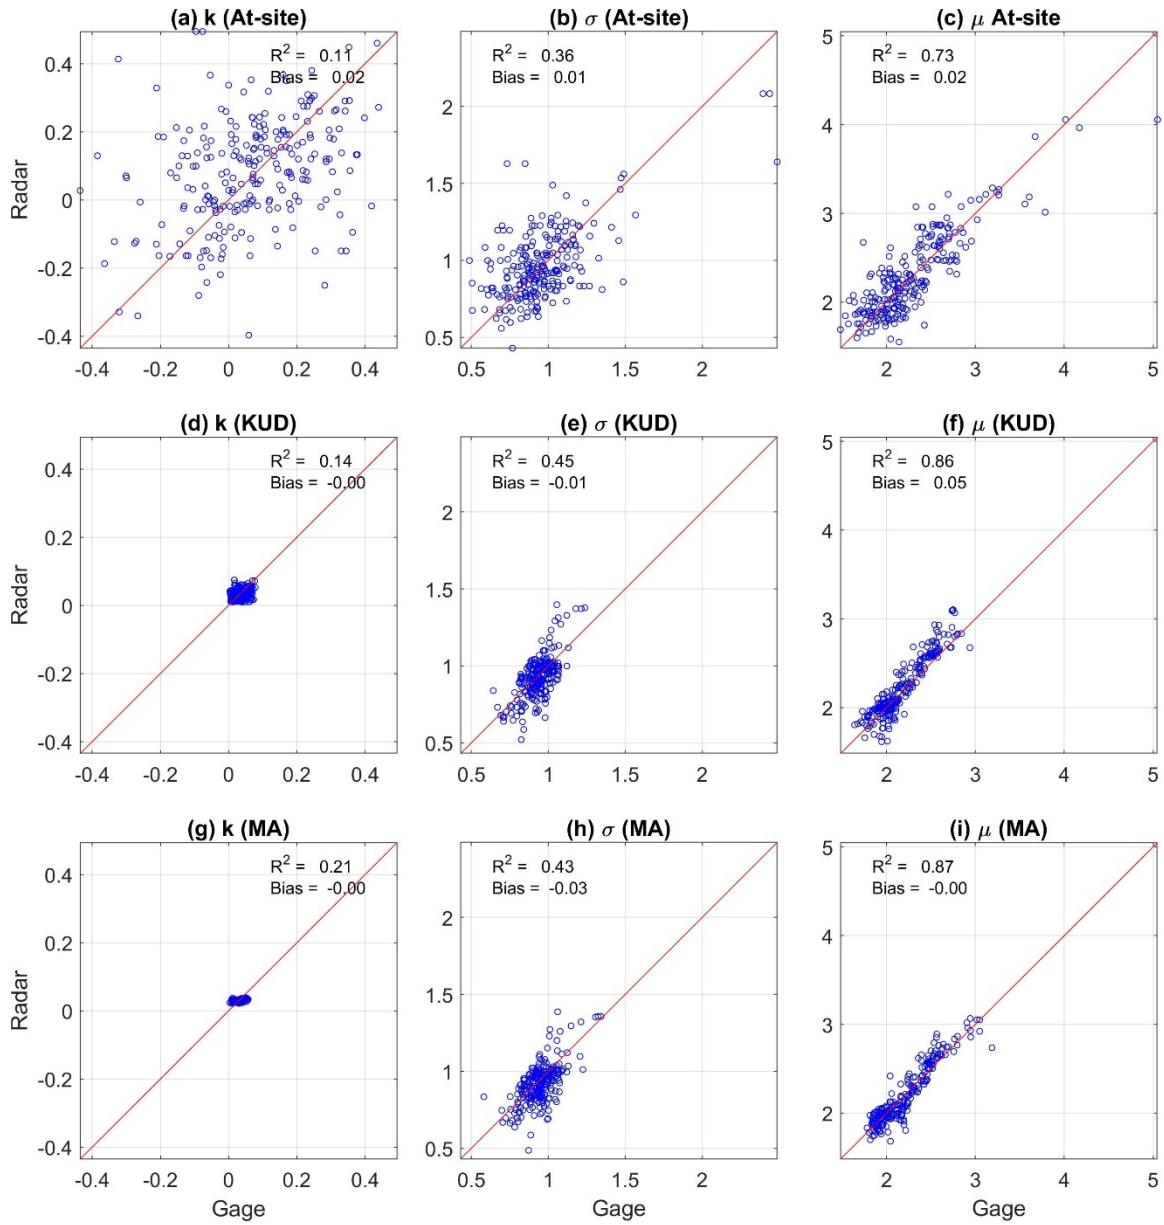 (a) k (At-site)
(b) σ (At-site)
(c) μ At-site
R² = 0.11
Bias = 0.02
R² = 0.36
Bias = 0.01
R² = 0.73
Bias = 0.02
Radar
0.4
0.2
0
-0.2
-0.4
-0.4 -0.2 0 0.2 0.4
2
1.5
1
0.5
0.5 1 1.5 2
5
4
3
2
2 3 4 5
(d) k (KUD)
(e) σ (KUD)
(f) μ (KUD)
R² = 0.14
Bias = -0.00
R² = 0.45
Bias = -0.01
R² = 0.86
Bias = 0.05
Radar
0.4
0.2
0
-0.2
-0.4
-0.4 -0.2 0 0.2 0.4
2
1.5
1
0.5
0.5 1 1.5 2
5
4
3
2
2 3 4 5
(g) k (MA)
(h) σ (MA)
(i) μ (MA)
R² = 0.21
Bias = -0.00
R² = 0.43
Bias = -0.03
R² = 0.87
Bias = -0.00
Radar
0.4
0.2
0
-0.2
-0.4
-0.4 -0.2 0 0.2 0.4
Gage
2
1.5
1
0.5
0.5 1 1.5 2
Gage
5
4
3
2
2 3 4 5
Gage